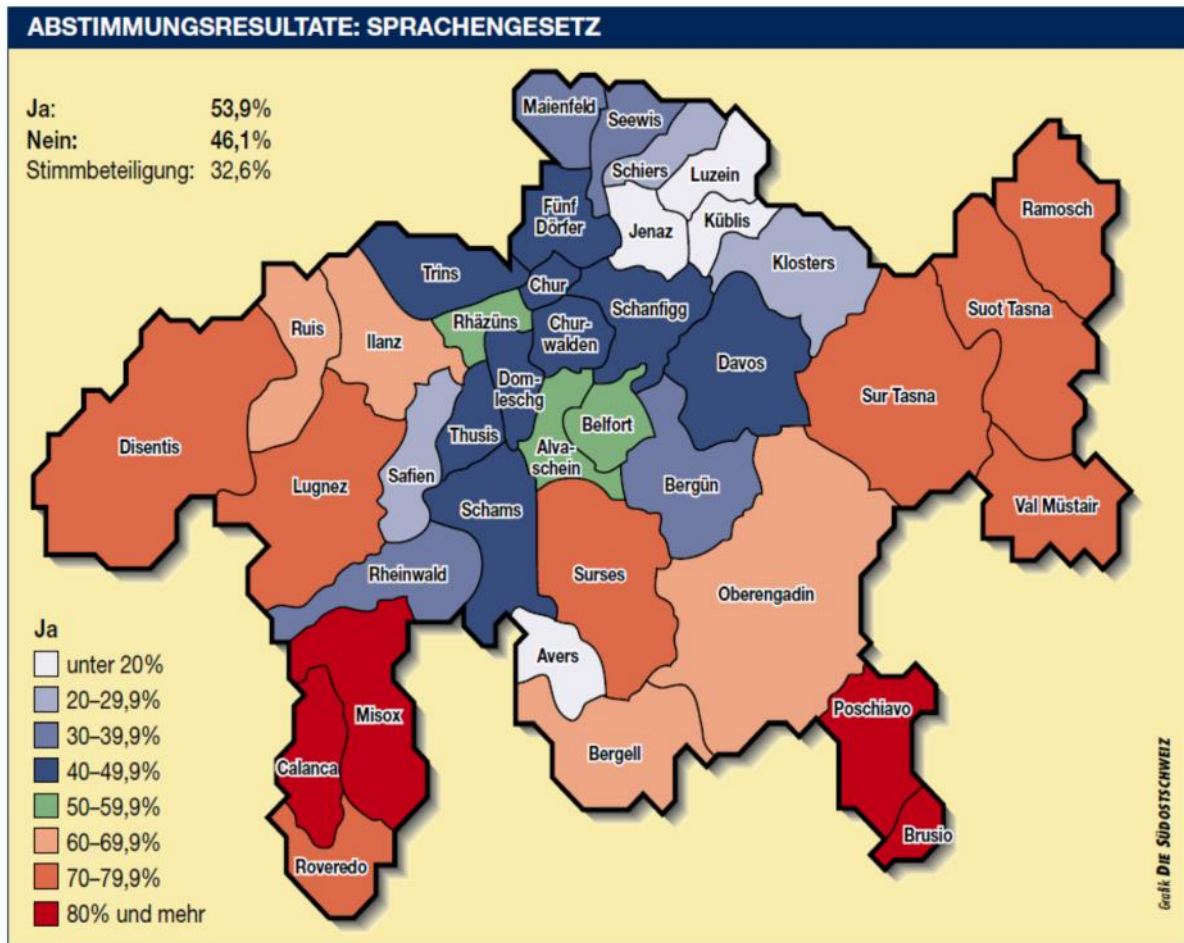 ABSTIMMUNGSRESULTATE: SPRACHENGESETZ
Ja: 53,9%
Nein: 46,1%
Stimmbeteiligung: 32,6%
Maienfeld
Seewis
Schiers
Luzein
Fünf
Dörfer
Jenaz
Küblis
Ramosch
Trins
Chur
Klosters
Schanfigg
Suot Tasna
Ruis
Ilanz
Rhäzüns
Chur-
walden
Davos
Dom-
leschg
Sur Tasna
Disentis
Thusis
Belfort
Alva-
schein
Lugnez
Safien
Bergün
Schams
Val Müstair
Rheinwald
Surses
Oberengadin
Avers
Misox
Poschiavo
Calanca
Bergell
Brusio
Roveredo
Ja
unter 20%
20–29,9%
30–39,9%
40–49,9%
50–59,9%
60–69,9%
70–79,9%
80% und mehr
Grafik DIE SÜDOSTSCHWEIZ